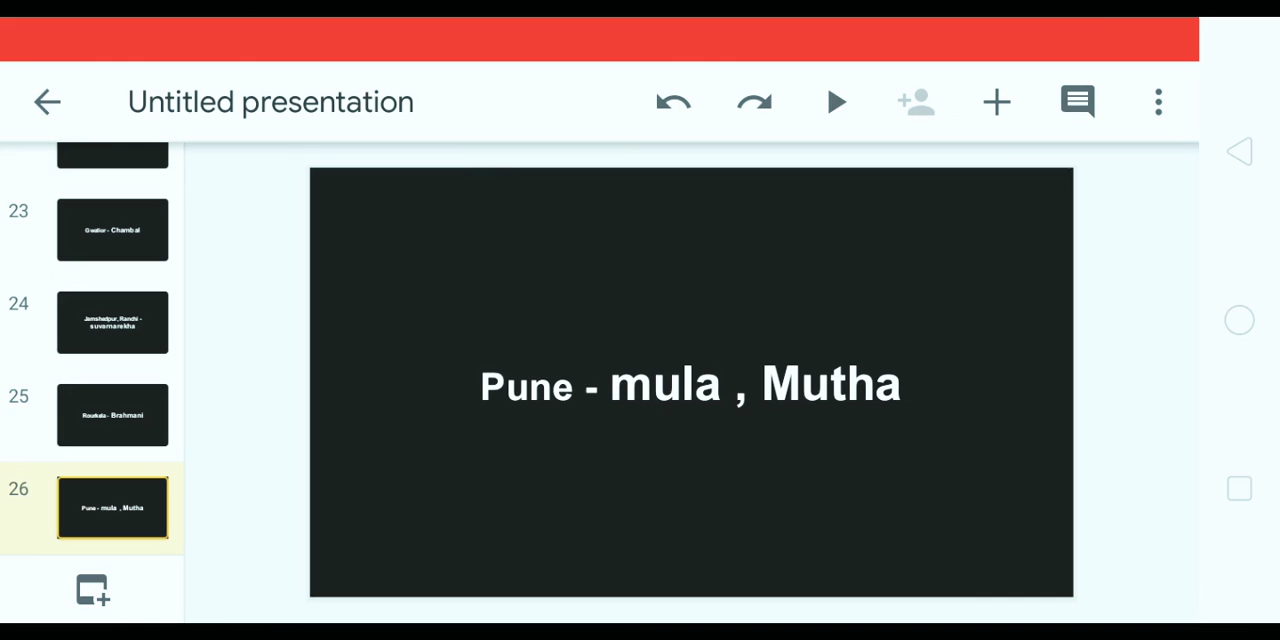 Untitled presentation
23
Gwalior - Chambal
24
Jamshedpur, Ranchi -
suvarnarekha
25
Rourkela - Brahmani
26
Pune - mula , Mutha
Pune - mula , Mutha